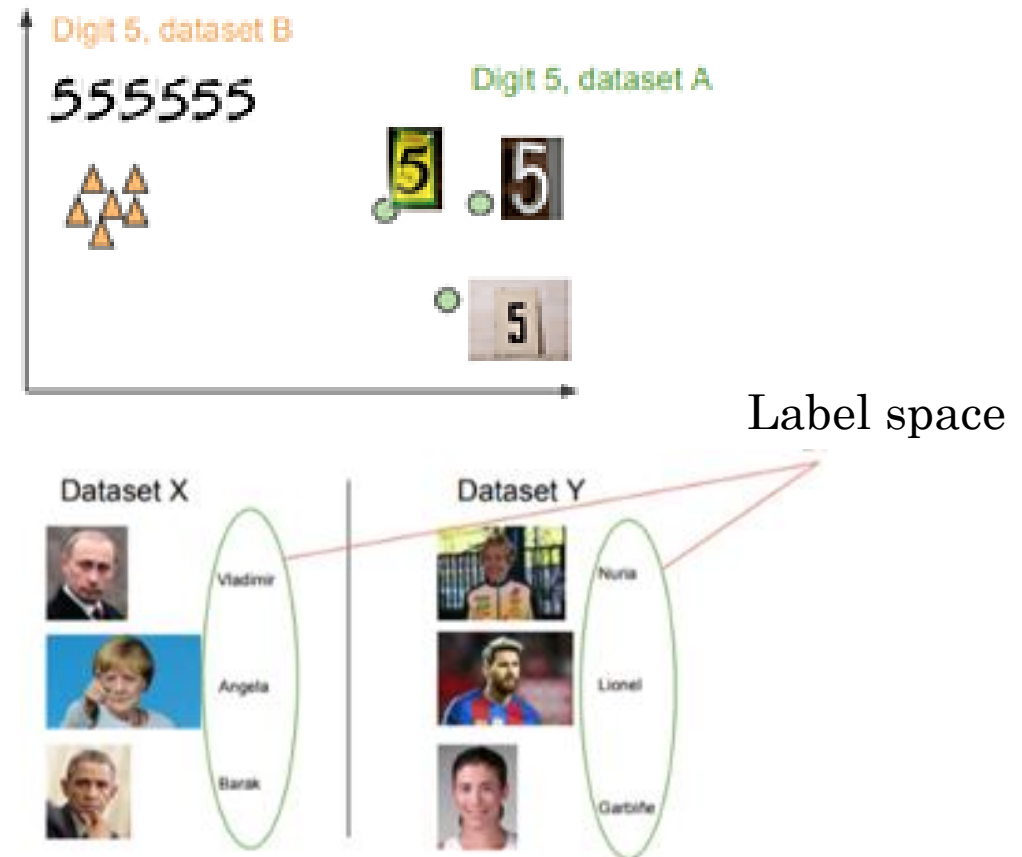 Digit 5, dataset B
555555
Digit 5, dataset A
5
5
5
Label space
Dataset X
Dataset Y
Vladimir
Nuria
Angela
Lionel
Barak
Garbiñe